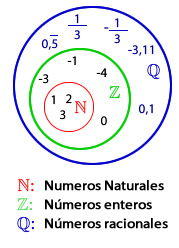 1/3
-1/3
0,5̅
-3,11
-1
ℚ
-3
-4
ℤ
1 2
ℕ
3
0
0,1
ℕ: Numeros Naturales
ℤ: Números enteros
ℚ: Números racionales